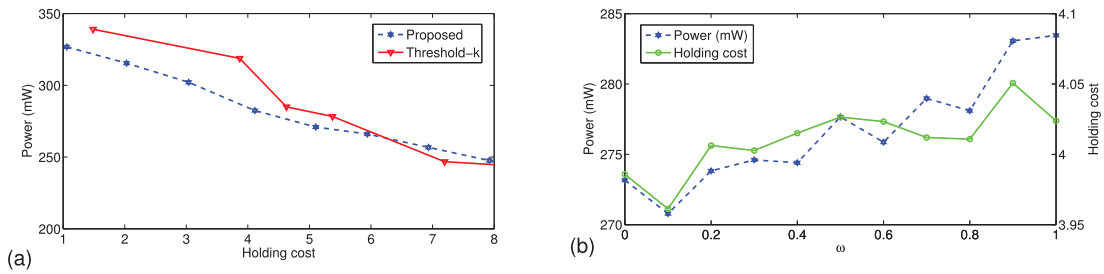 350
300
250
200
Power (mW)
1 2 3 4 5 6 7 8
Holding cost
Proposed
Threshold−k
(a)
285
280
275
270
Power (mW)
4.1
4.05
4
3.95
Holding cost
0 0.2 0.4 0.6 0.8 1
ω
Power (mW)
Holding cost
(b)